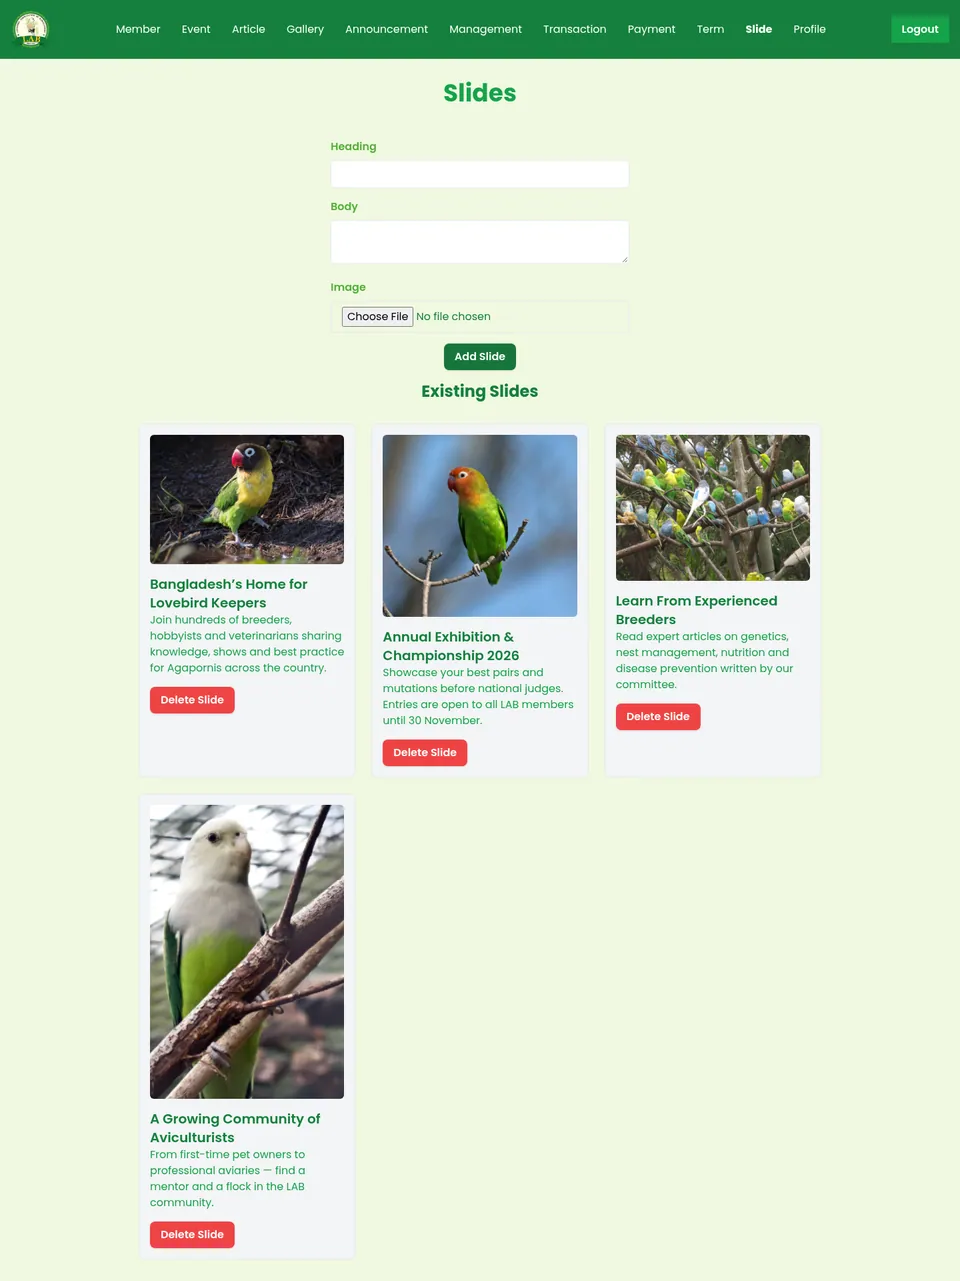 LAB
Member Event Article Gallery Announcement Management Transaction Payment Term Slide Profile Logout
Slides
Heading
Body
Image
Choose File No file chosen
Add Slide
Existing Slides
Bangladesh’s Home for
Lovebird Keepers
Join hundreds of breeders,
hobbyists and veterinarians sharing
knowledge, shows and best practice
for Agapornis across the country.
Delete Slide
Annual Exhibition &
Championship 2026
Showcase your best pairs and
mutations before national judges.
Entries are open to all LAB members
until 30 November.
Delete Slide
Learn From Experienced
Breeders
Read expert articles on genetics,
nest management, nutrition and
disease prevention written by our
committee.
Delete Slide
A Growing Community of
Aviculturists
From first-time pet owners to
professional aviaries — find a
mentor and a flock in the LAB
community.
Delete Slide